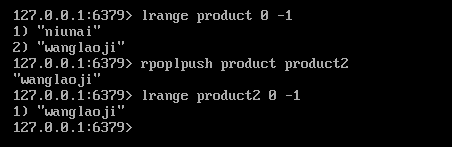 127.0.0.1:6379> lrange product 0 -1
1) "niunai"
2) "wanglaoji"
127.0.0.1:6379> rpoplpush product product2
"wanglaoji"
127.0.0.1:6379> lrange product2 0 -1
1) "wanglaoji"
127.0.0.1:6379>